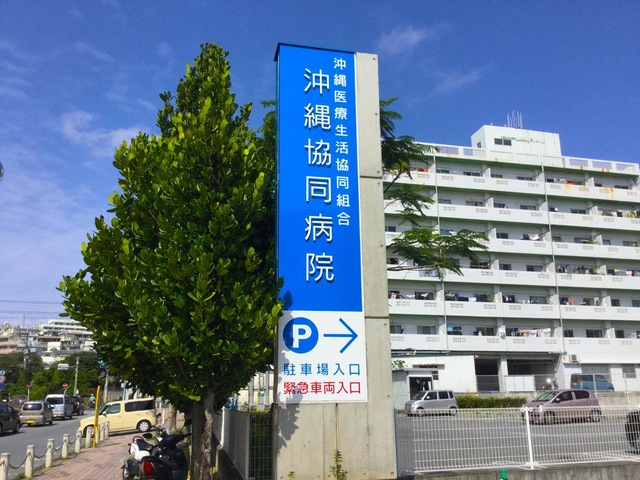 沖縄医療生活協同組合
沖縄協同病院
P →
駐車場入口
緊急車両入口